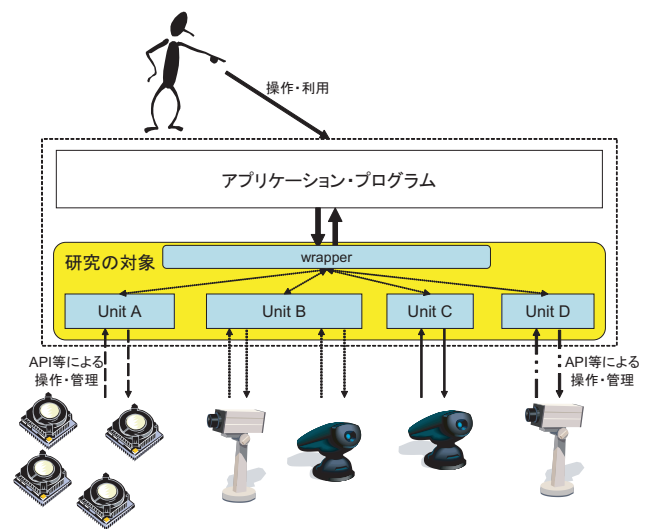 操作・利用
アプリケーション・プログラム
研究の対象
wrapper
Unit A
Unit B
Unit C
Unit D
API等による
操作・管理
API等による
操作・管理